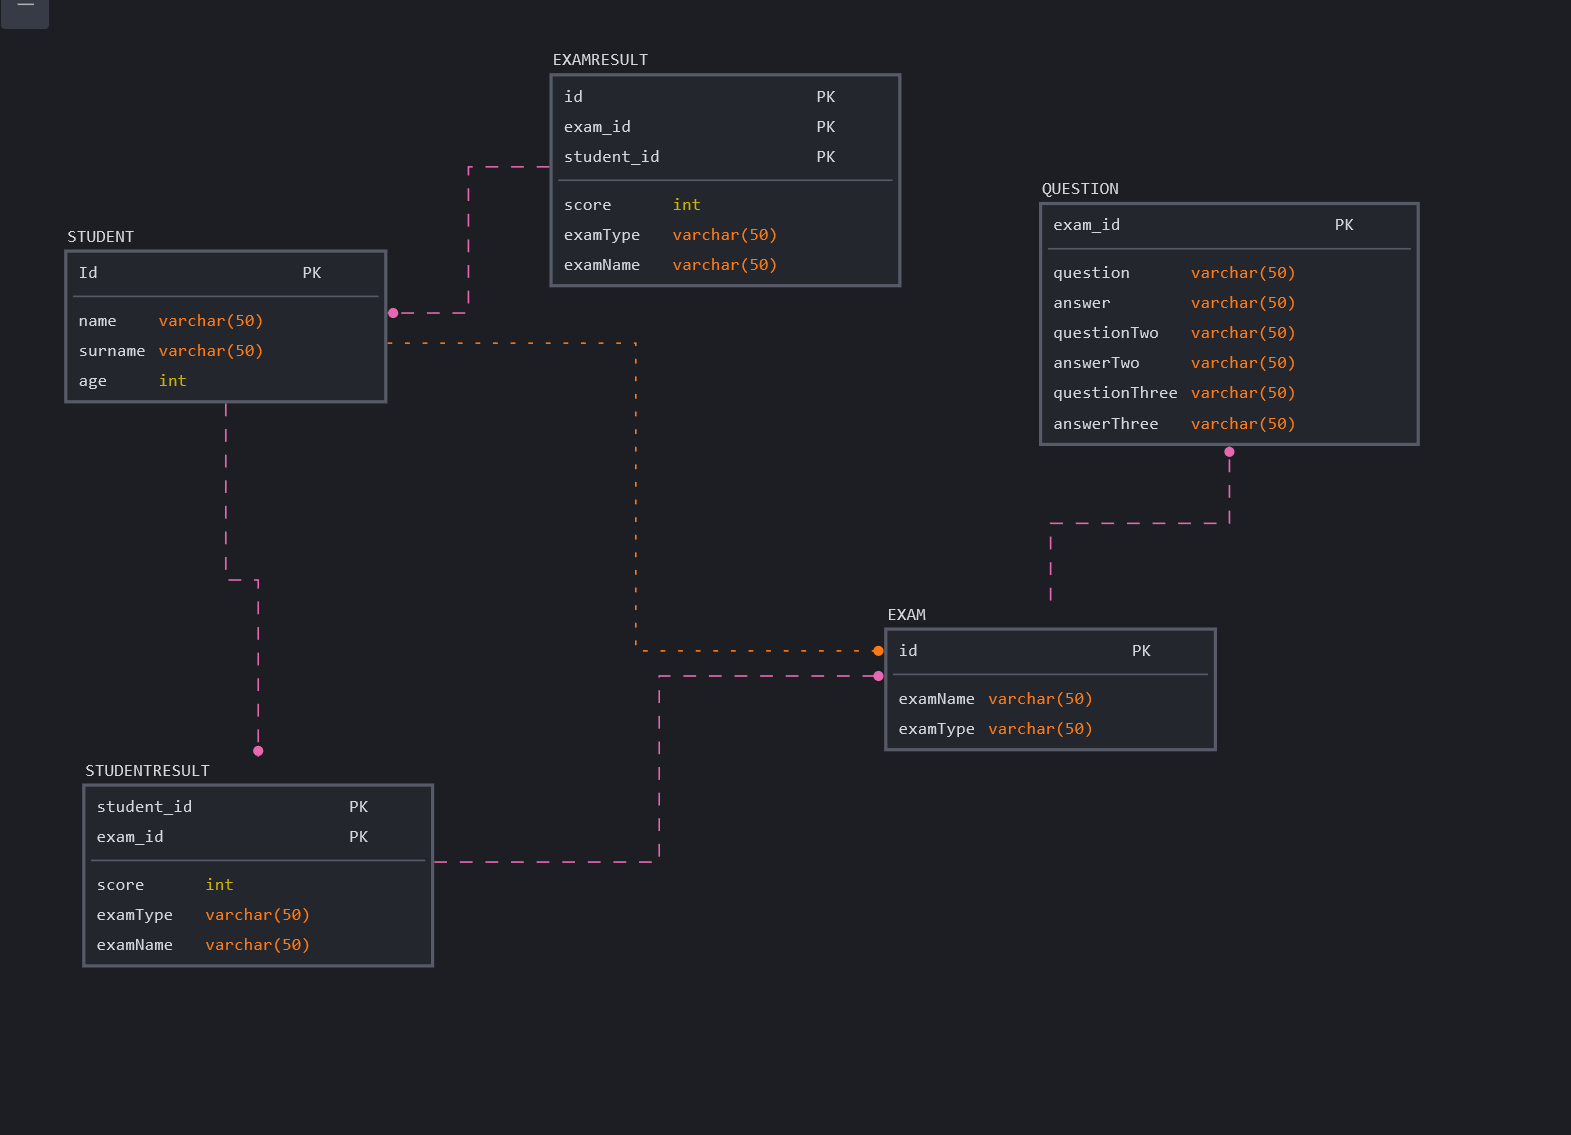 EXAMRESULT
id PK
exam_id PK
student_id PK
score int
examType varchar(50)
examName varchar(50)
QUESTION
exam_id PK
question varchar(50)
answer varchar(50)
questionTwo varchar(50)
answerTwo varchar(50)
questionThree varchar(50)
answerThree varchar(50)
STUDENT
Id PK
name varchar(50)
surname varchar(50)
age int
EXAM
id PK
examName varchar(50)
examType varchar(50)
STUDENTRESULT
student_id PK
exam_id PK
score int
examType varchar(50)
examName varchar(50)